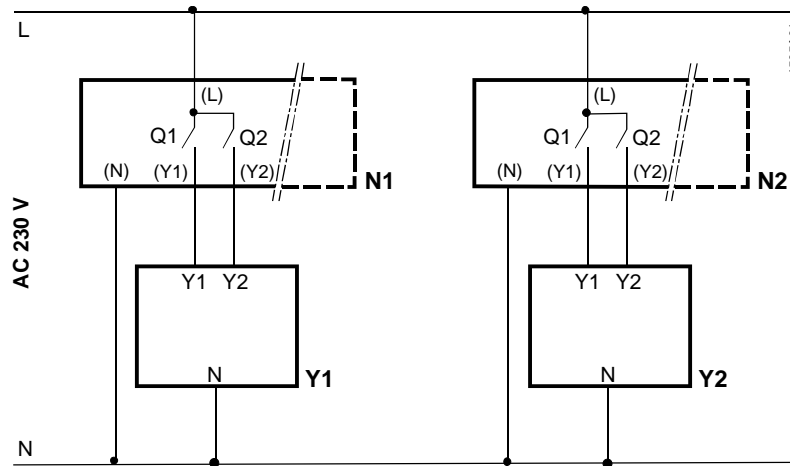 L
(L)
(L)
Q1
Q2
Q1
Q2
(N)
(Y1)
(Y2)
N1
(N)
(Y1)
(Y2)
N2
AC 230 V
Y1
Y2
Y1
Y2
N
Y1
N
Y2
N